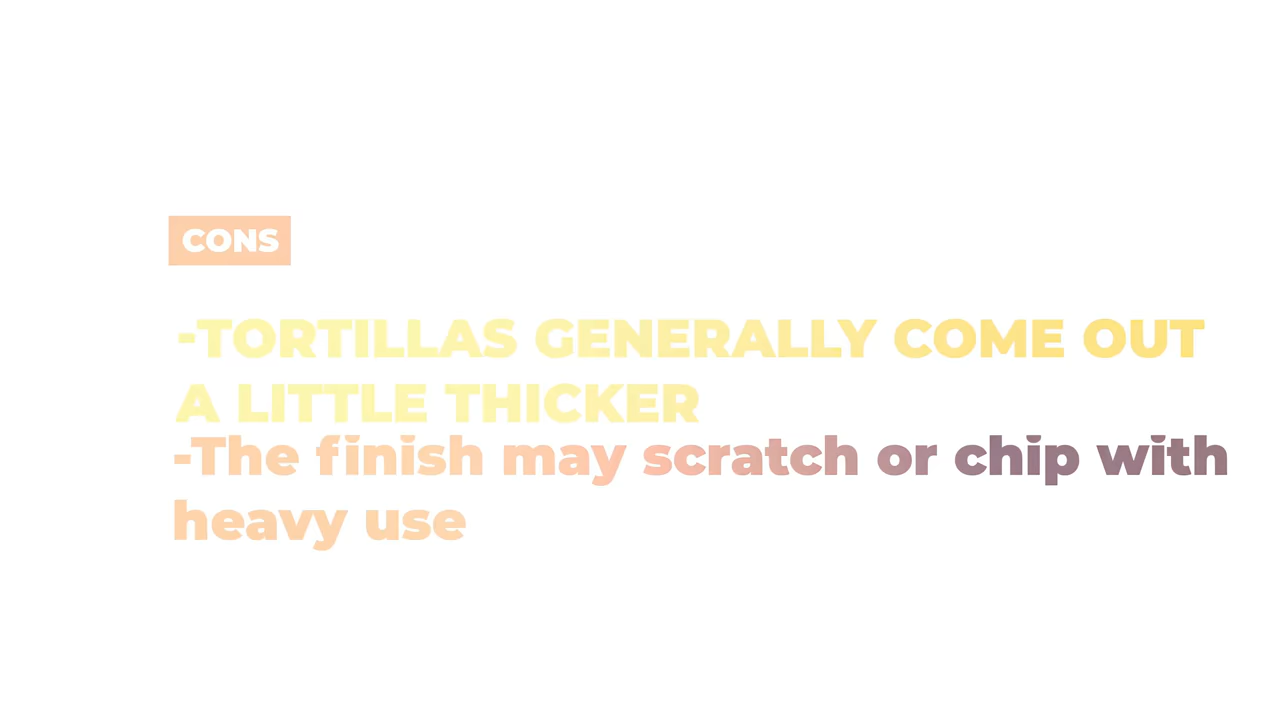 CONS
-TORTILLAS GENERALLY COME OUT
A LITTLE THICKER
-The finish may scratch or chip with
heavy use